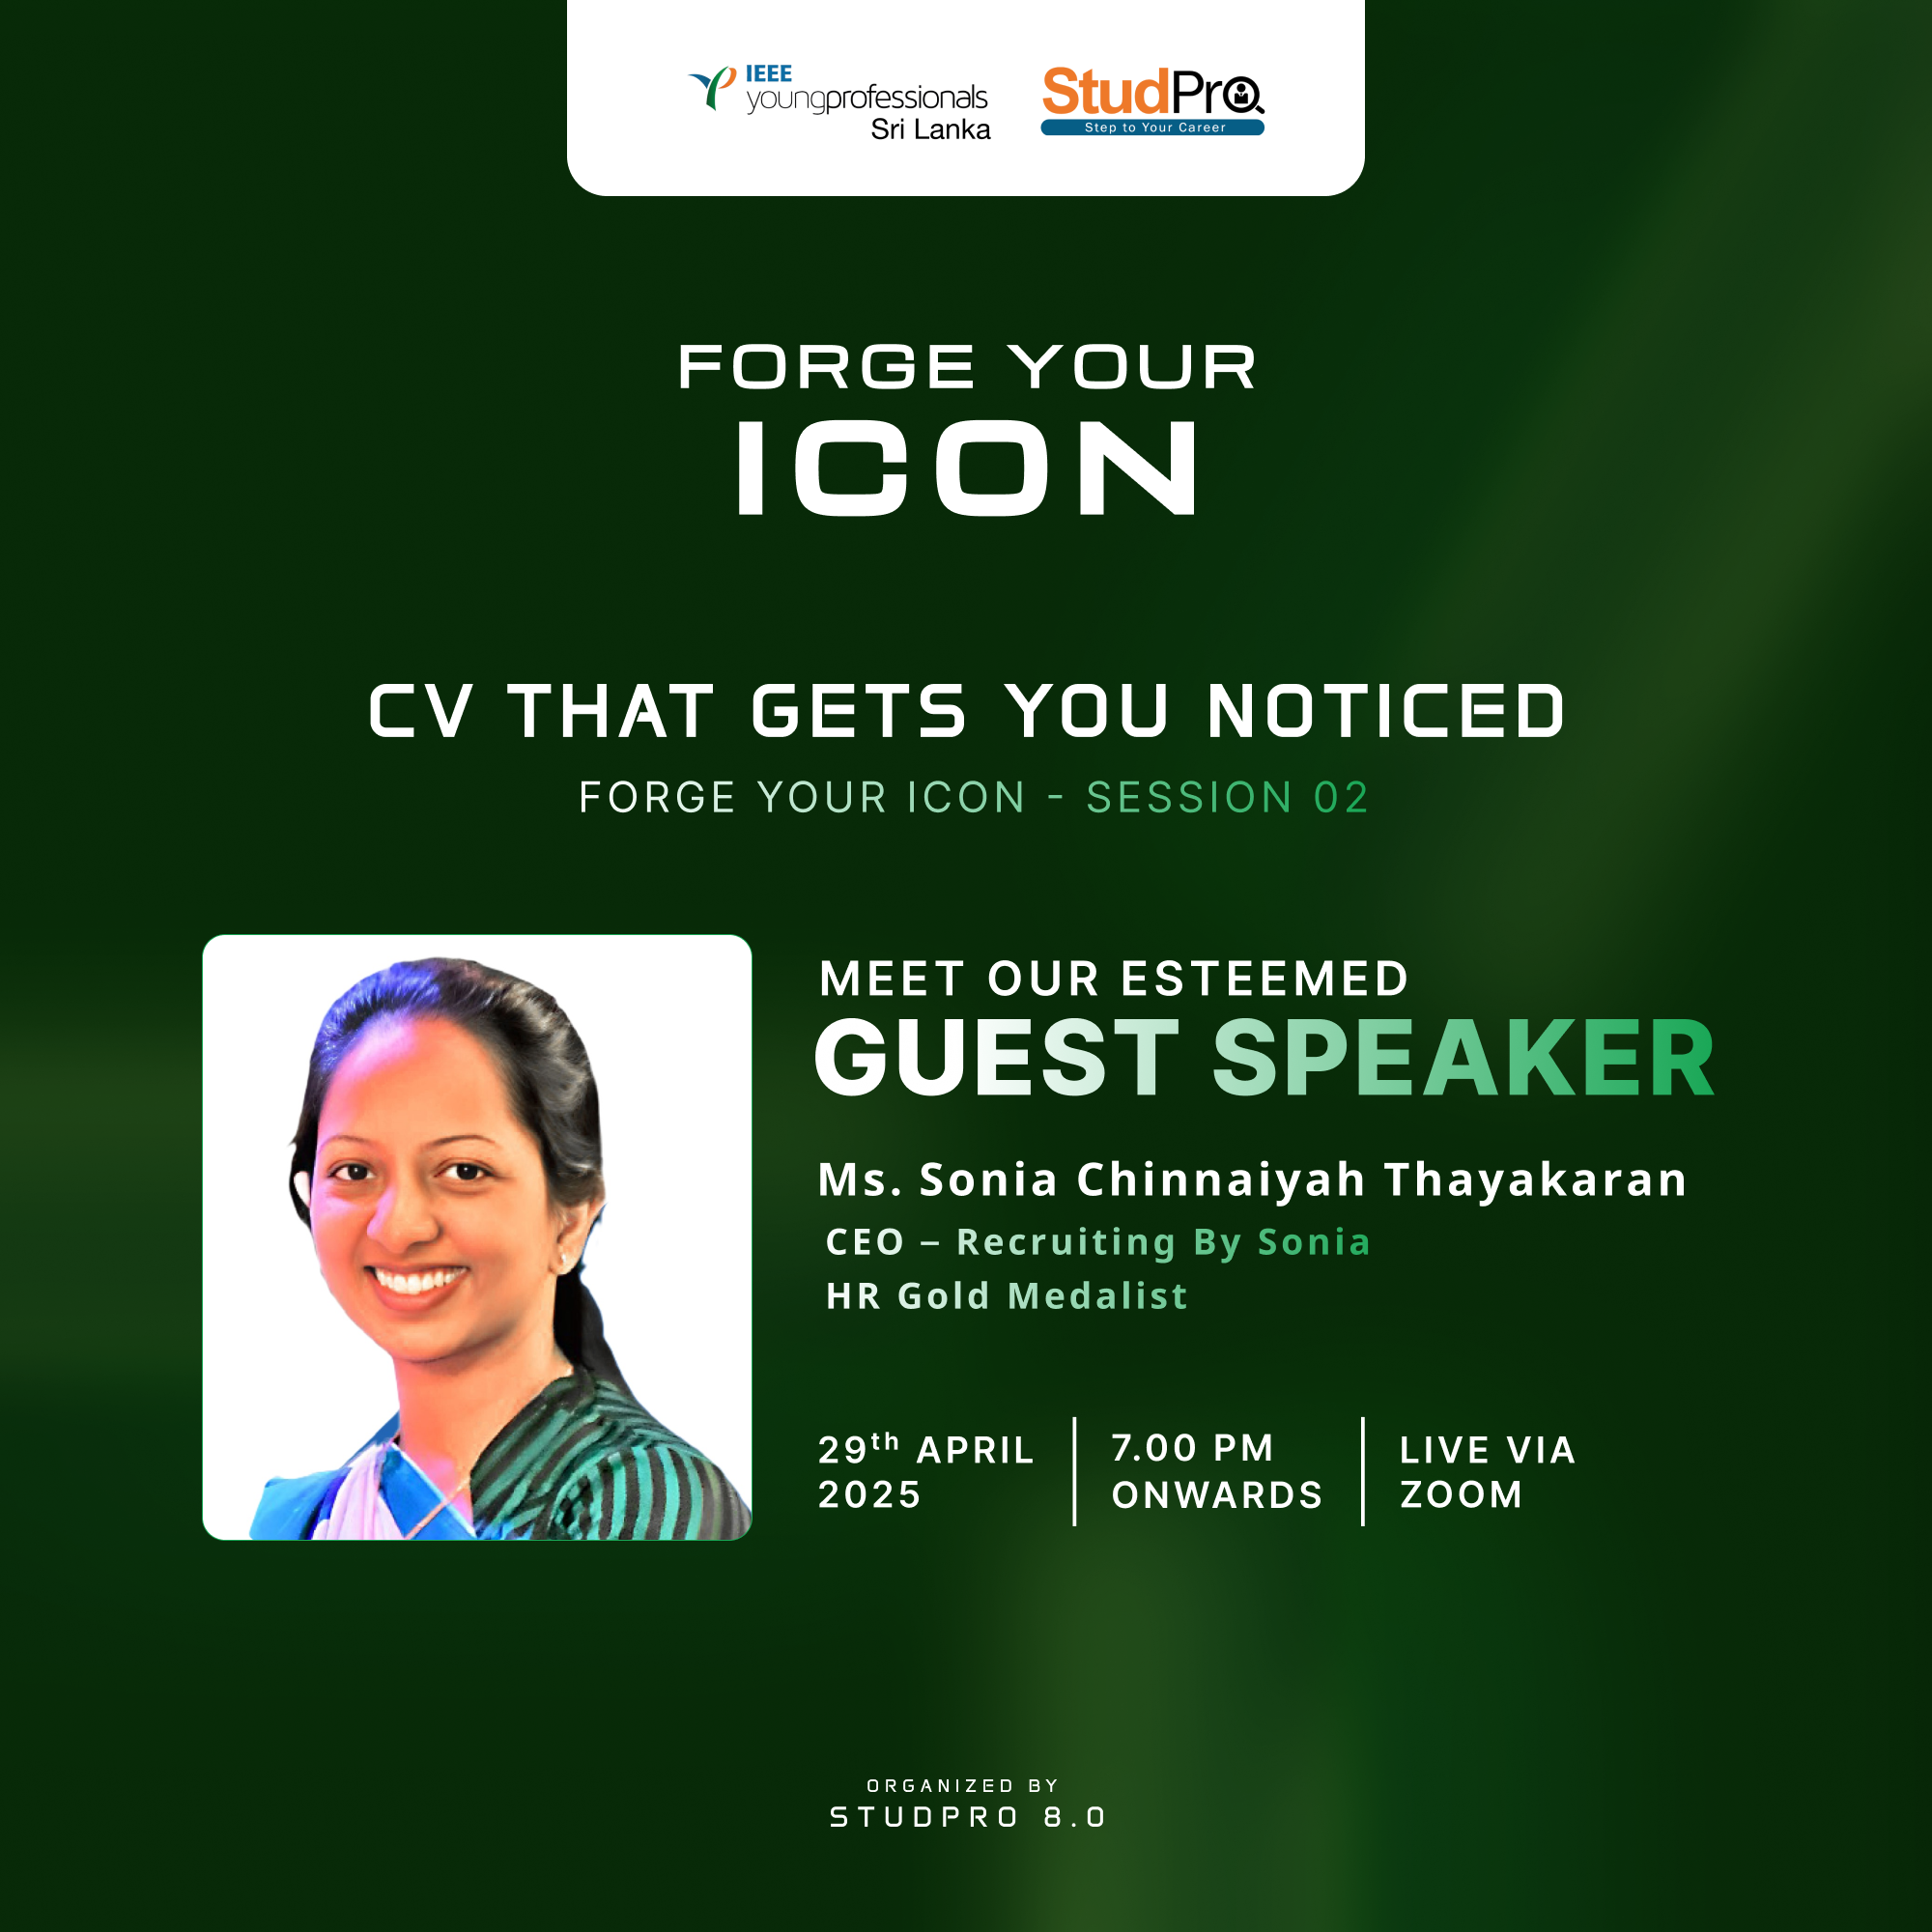 IEEE
youngprofessionals
Sri Lanka
StudPro
Step to Your Career
FORGE YOUR
ICON
CV THAT GETS YOU NOTICED
FORGE YOUR ICON - SESSION 02
MEET OUR ESTEEMED
GUEST SPEAKER
Ms. Sonia Chinnaiyah Thayakaran
CEO – Recruiting By Sonia
HR Gold Medalist
29th APRIL
2025
7.00 PM
ONWARDS
LIVE VIA
ZOOM
ORGANIZED BY
STUDPRO 8.0